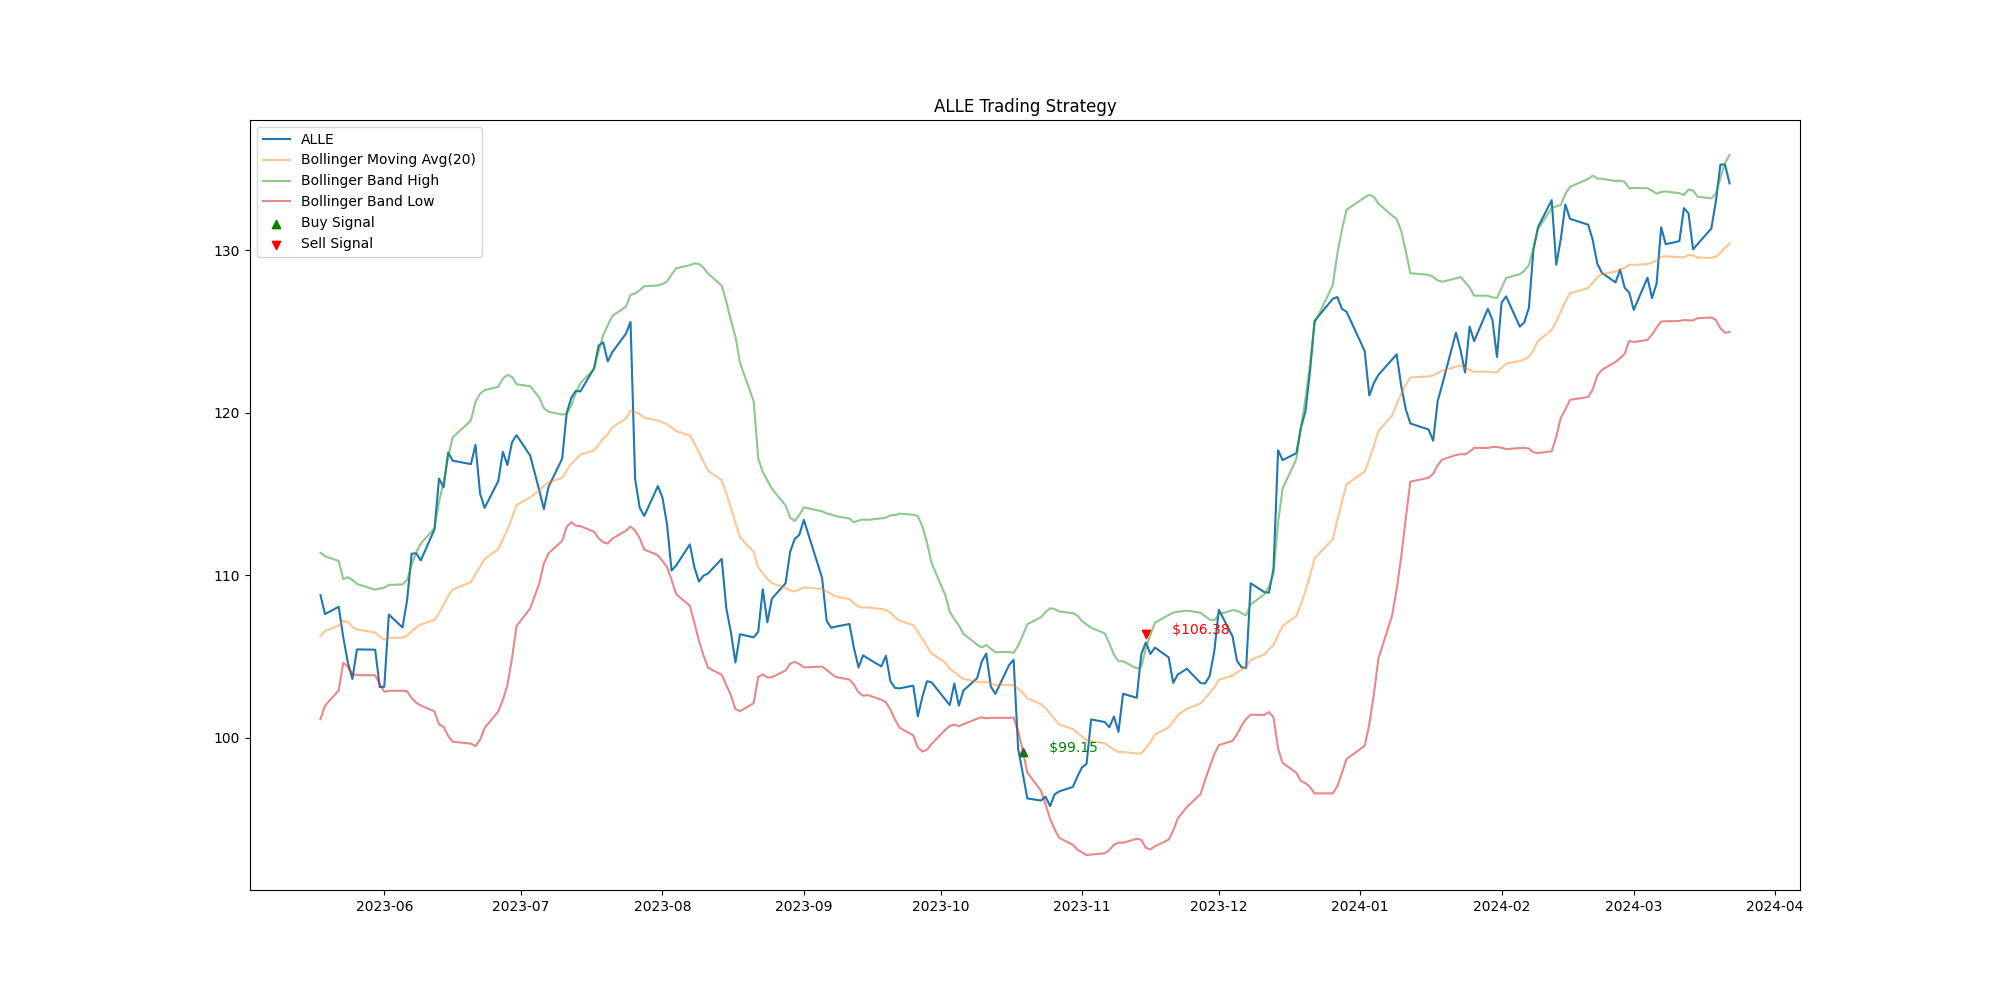 ALLE Trading Strategy
ALLE
Bollinger Moving Avg(20)
Bollinger Band High
Bollinger Band Low
Buy Signal
Sell Signal
130
120
110
100
$106.38
$99.15
2023-06 2023-07 2023-08 2023-09 2023-10 2023-11 2023-12 2024-01 2024-02 2024-03 2024-04